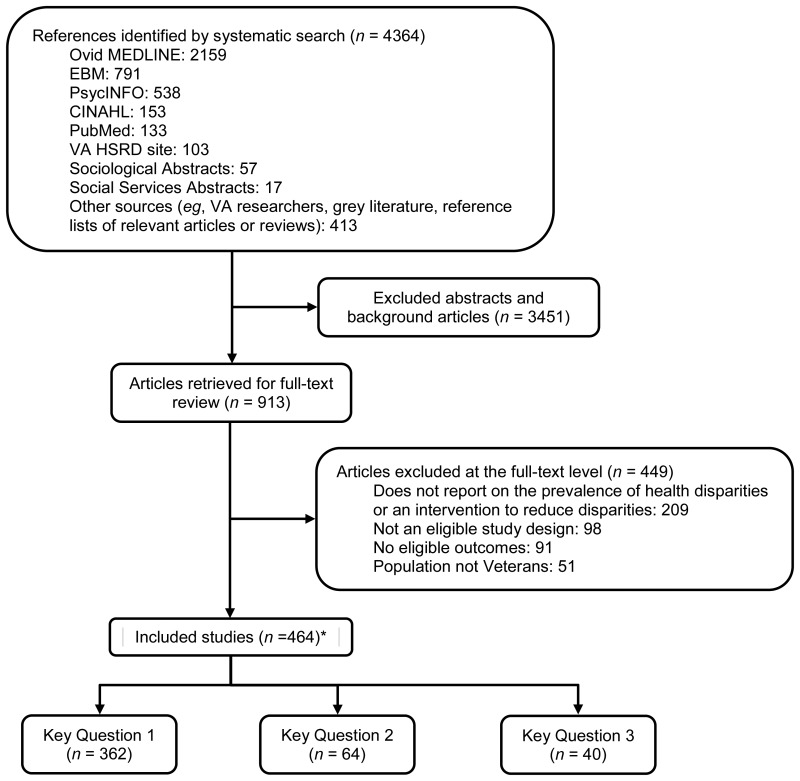 References identified by systematic search (n = 4364)
Ovid MEDLINE: 2159
EBM: 791
PsycINFO: 538
CINAHL: 153
PubMed: 133
VA HSRD site: 103
Sociological Abstracts: 57
Social Services Abstracts: 17
Other sources (eg, VA researchers, grey literature, reference
lists of relevant articles or reviews): 413
Excluded abstracts and
background articles (n = 3451)
Articles retrieved for full-text
review (n = 913)
Articles excluded at the full-text level (n = 449)
Does not report on the prevalence of health disparities
or an intervention to reduce disparities: 209
Not an eligible study design: 98
No eligible outcomes: 91
Population not Veterans: 51
Included studies (n =464)*
Key Question 1
(n = 362)
Key Question 2
(n = 64)
Key Question 3
(n = 40)